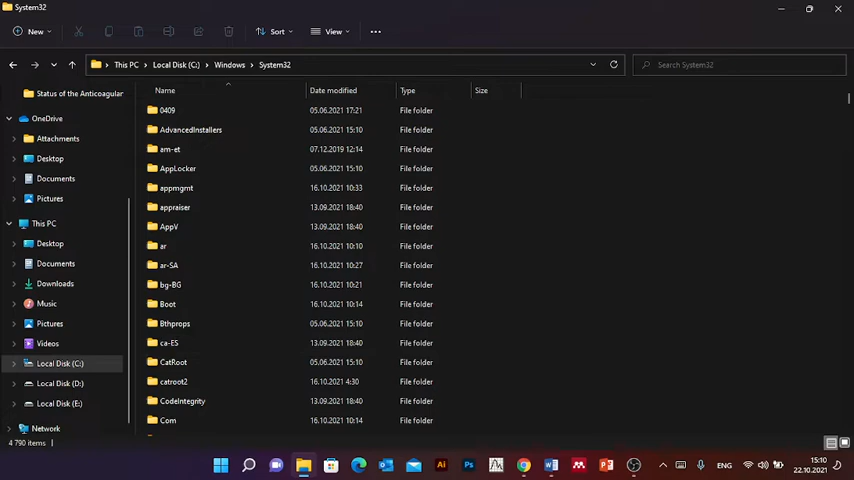 System32
New
Sort
View
This PC
Local Disk (C:)
Windows
System32
Search System32
Name
Date modified
Type
Size
Status of the Anticoagular
OneDrive
Attachments
Desktop
Documents
Pictures
This PC
Desktop
Documents
Downloads
Music
Pictures
Videos
Local Disk (C:)
Local Disk (D:)
Local Disk (E:)
Network
0409 05.06.2021 17:21 File folder
AdvancedInstallers 05.06.2021 15:10 File folder
am-et 07.12.2019 12:14 File folder
AppLocker 05.06.2021 15:10 File folder
appmgmt 16.10.2021 10:33 File folder
appraiser 13.09.2021 18:40 File folder
AppV 13.09.2021 18:40 File folder
ar 16.10.2021 10:10 File folder
ar-SA 16.10.2021 10:27 File folder
bg-BG 16.10.2021 10:21 File folder
Boot 16.10.2021 10:14 File folder
Bthprops 05.06.2021 15:10 File folder
ca-ES 13.09.2021 18:40 File folder
CatRoot 05.06.2021 15:10 File folder
catroot2 16.10.2021 4:30 File folder
CodeIntegrity 13.09.2021 18:40 File folder
Com 16.10.2021 10:14 File folder
4 790 items
Ai
Ps
ENG
15:10
22.10.2021